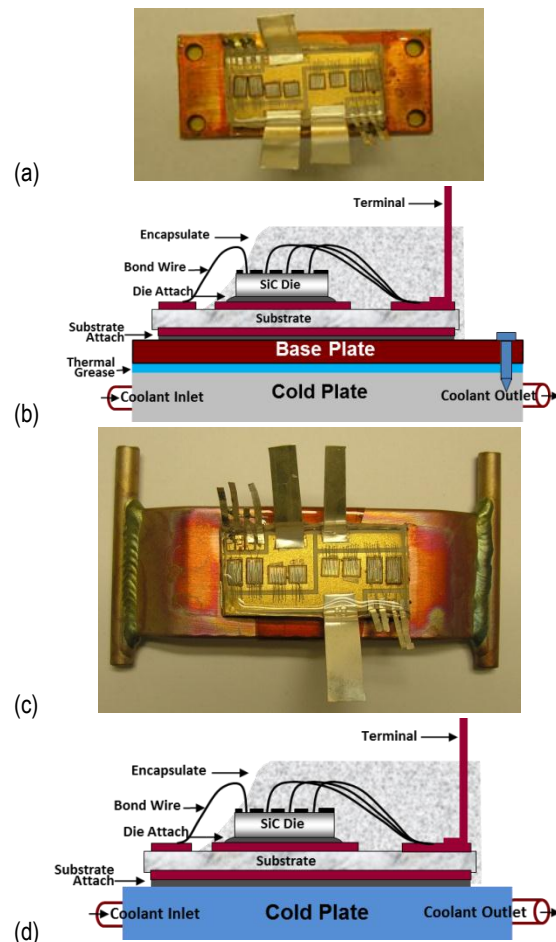 (a)
Terminal
Encapsulate
Bond Wire
Die Attach
SiC Die
Substrate
Substrate
Attach
Base Plate
Thermal
Grease
Cold Plate
Coolant Inlet
Coolant Outlet
(b)
(c)
Terminal
Encapsulate
Bond Wire
SiC Die
Die Attach
Substrate
Substrate
Attach
Coolant Inlet
Cold Plate
Coolant Outlet
(d)